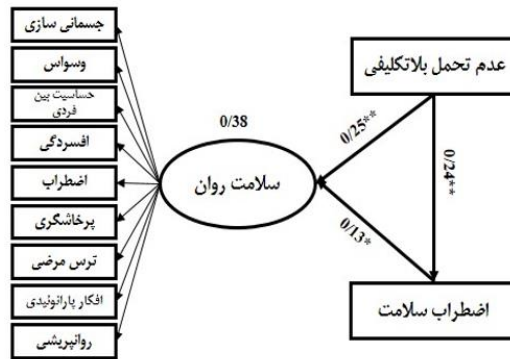 عدم تحمل بلاتکلیفی
0/25**
0/24**
0/13*
اضطراب سلامت
0/38
سلامت روان
جسمانی سازی
وسواس
حساسیت بین
فردی
افسردگی
اضطراب
پرخاشگری
ترس مرضی
افکار پارانوئیدی
روانپریشی